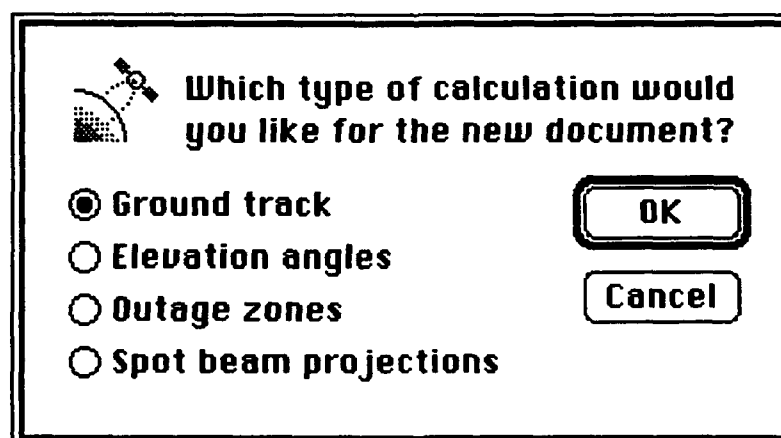 Which type of calculation would
you like for the new document?
Ground track
Elevation angles
Outage zones
Spot beam projections
OK
Cancel